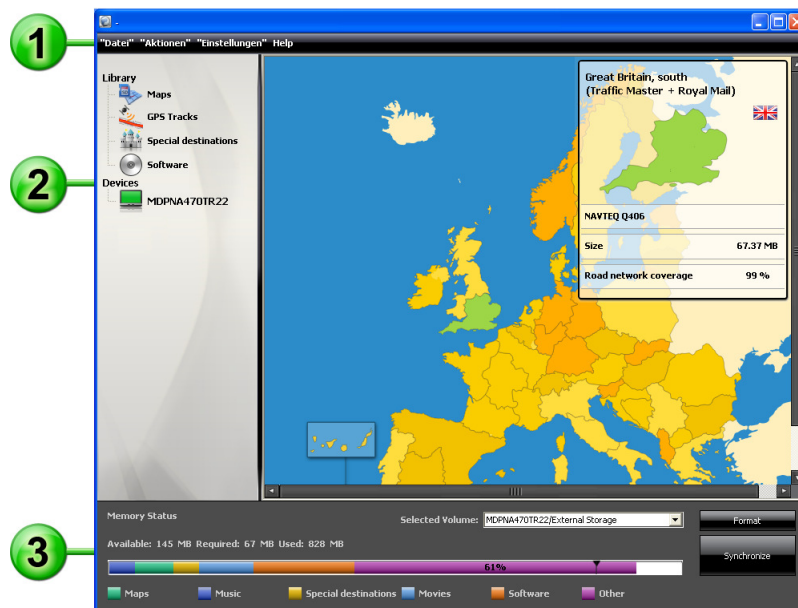 -
1
"Datei" "Aktionen" "Einstellungen" Help
Library
Maps
GPS Tracks
Special destinations
Software
2
Devices
MDPNA470TR22
Great Britain, south
(Traffic Master + Royal Mail)
NAVTEQ Q406
Size 67.37 MB
Road network coverage 99 %
3
Memory Status
Selected Volume: MDPNA470TR22/External Storage
Format
Available: 145 MB Required: 67 MB Used: 828 MB
Synchronize
61%
Maps Music Special destinations Movies Software Other